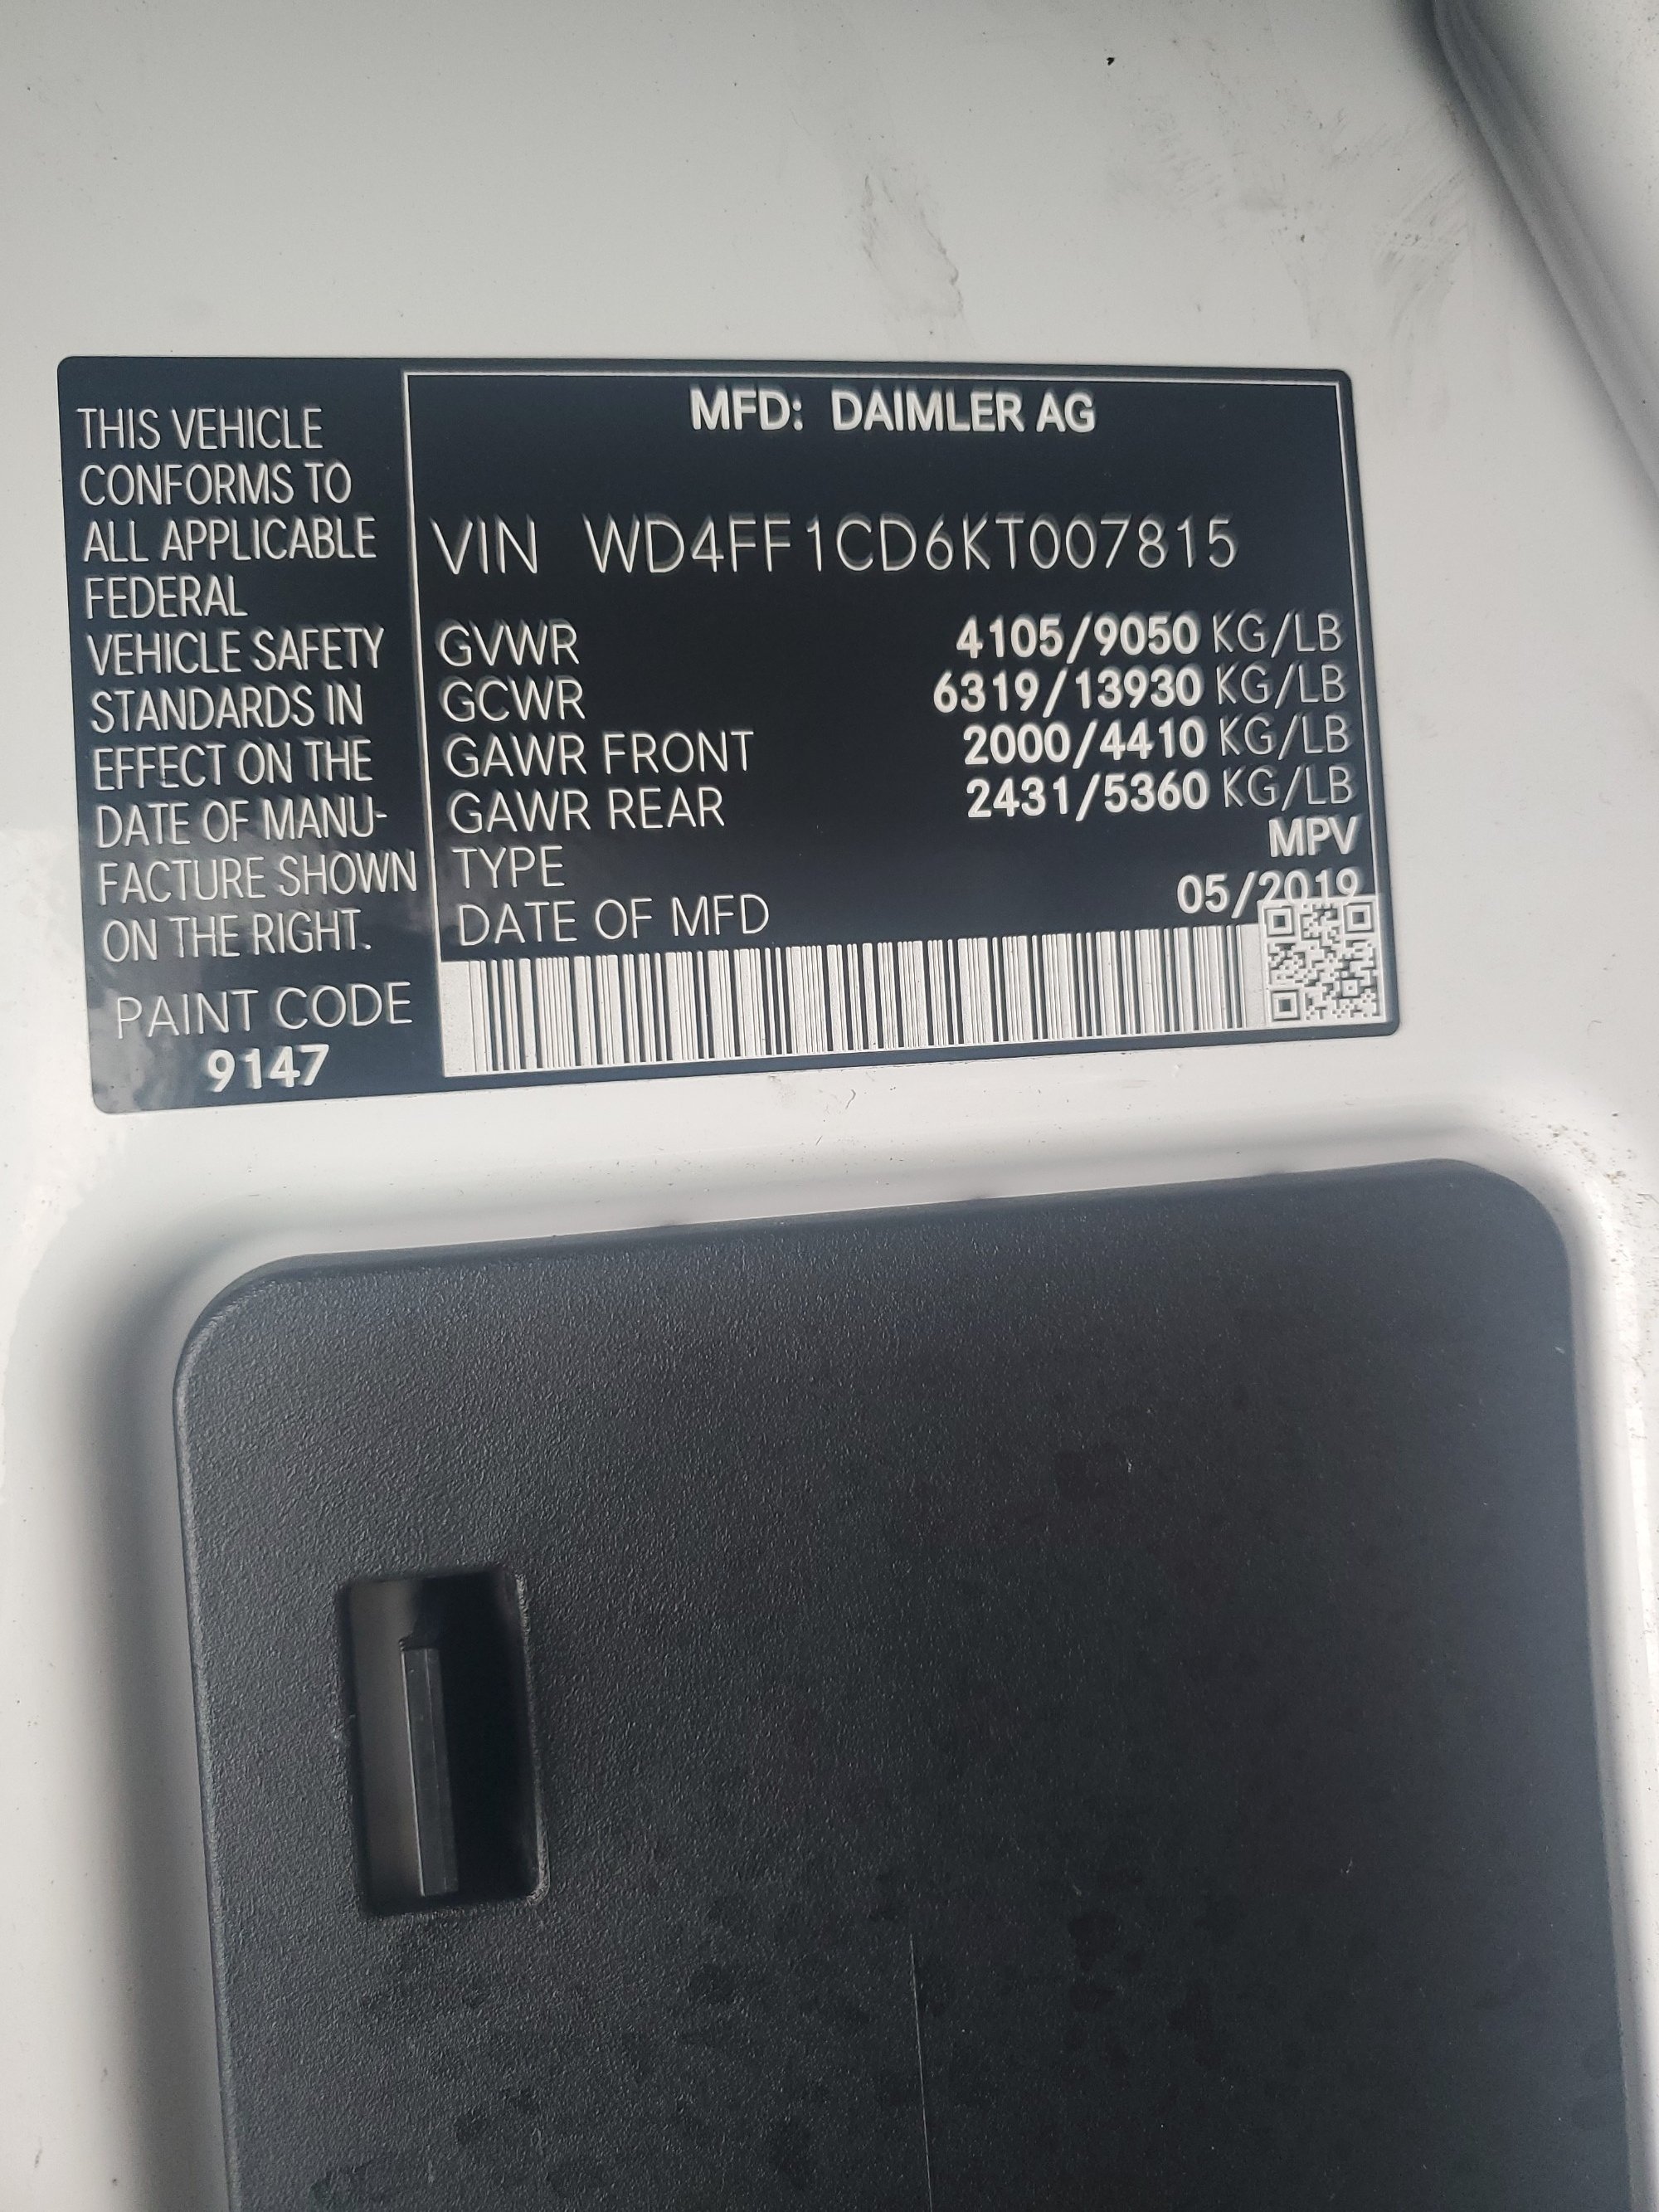 THIS VEHICLE
CONFORMS TO
ALL APPLICABLE
FEDERAL
VEHICLE SAFETY
STANDARDS IN
EFFECT ON THE
DATE OF MANU-
FACTURE SHOWN
ON THE RIGHT.
PAINT CODE
9147
MFD: DAIMLER AG
VIN WD4FF1CD6KT007815
GVWR 4105/9050 KG/LB
GCWR 6319/13930 KG/LB
GAWR FRONT 2000/4410 KG/LB
GAWR REAR 2431/5360 KG/LB
TYPE MPV
DATE OF MFD 05/2019